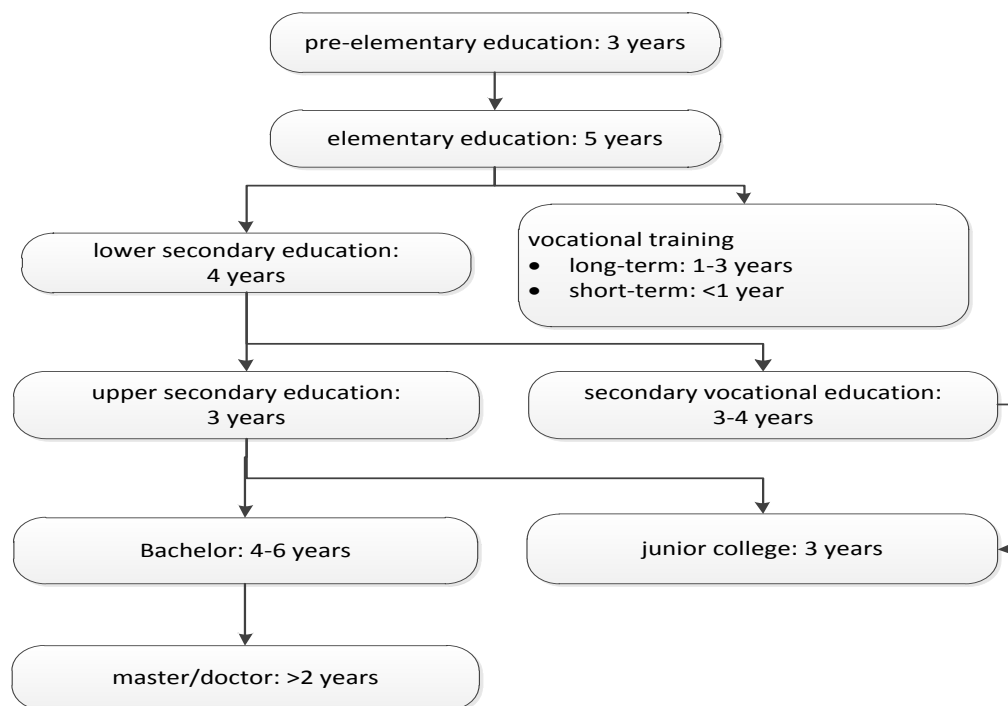 pre-elementary education: 3 years
elementary education: 5 years
lower secondary education:
4 years
vocational training
● long-term: 1-3 years
● short-term: <1 year
upper secondary education:
3 years
secondary vocational education:
3-4 years
Bachelor: 4-6 years
junior college: 3 years
master/doctor: >2 years